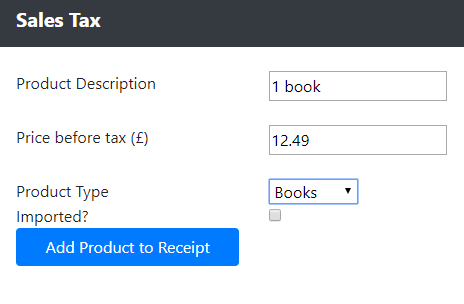 Sales Tax
Product Description 1 book
Price before tax (£) 12.49
Product Type Books
Imported?
Add Product to Receipt